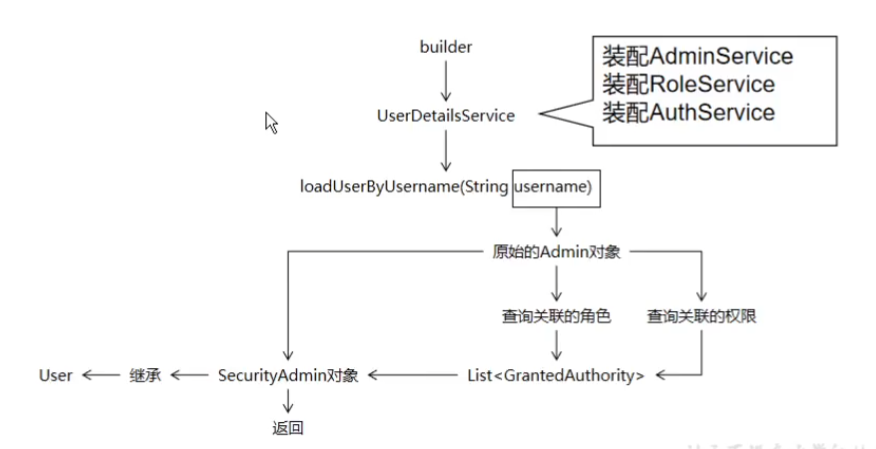 builder
装配AdminService
装配RoleService
装配AuthService
UserDetailsService
loadUserByUsername(String username)
原始的Admin对象
查询关联的角色
查询关联的权限
User
继承
SecurityAdmin对象
List<GrantedAuthority>
返回